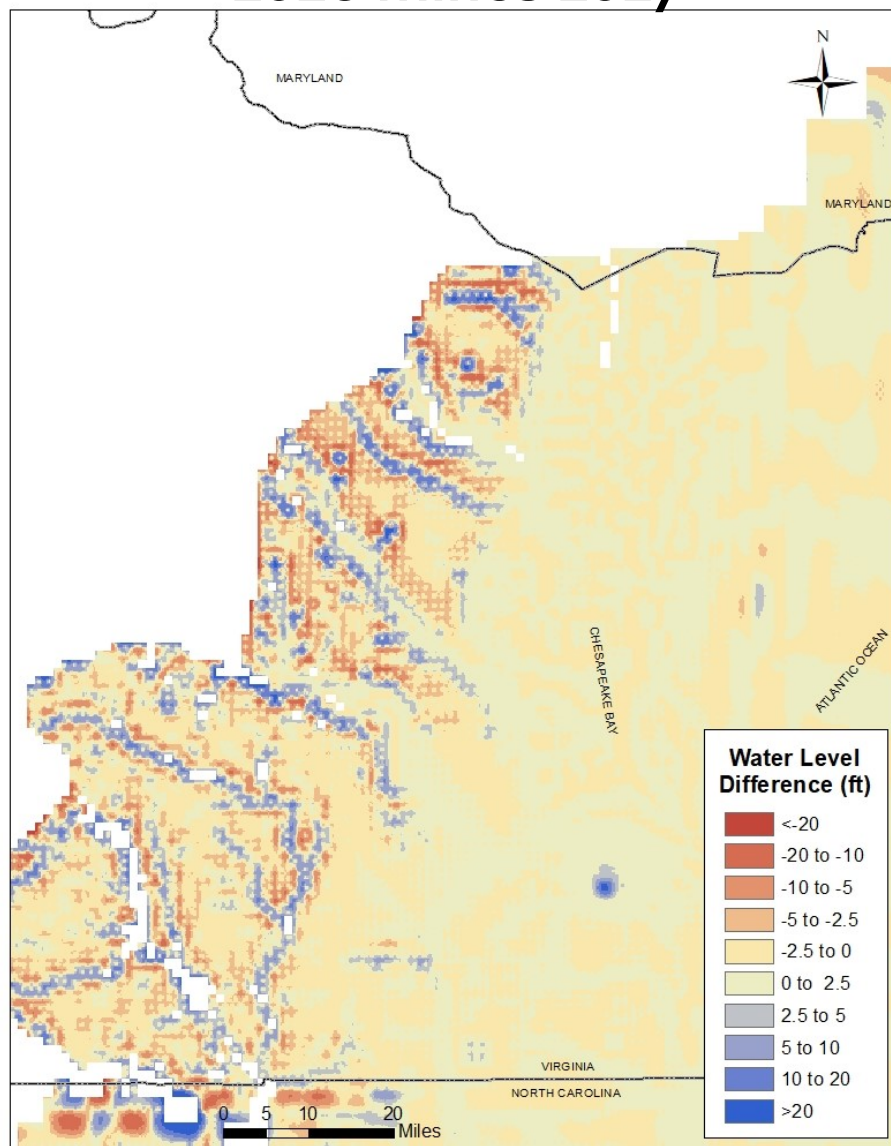 N
MARYLAND
MARYLAND
CHESAPEAKE BAY
ATLANTIC OCEAN
Water Level
Difference (ft)
<-20
-20 to -10
-10 to -5
-5 to -2.5
-2.5 to 0
0 to 2.5
2.5 to 5
5 to 10
10 to 20
>20
VIRGINIA
NORTH CAROLINA
0 5 10 20
Miles